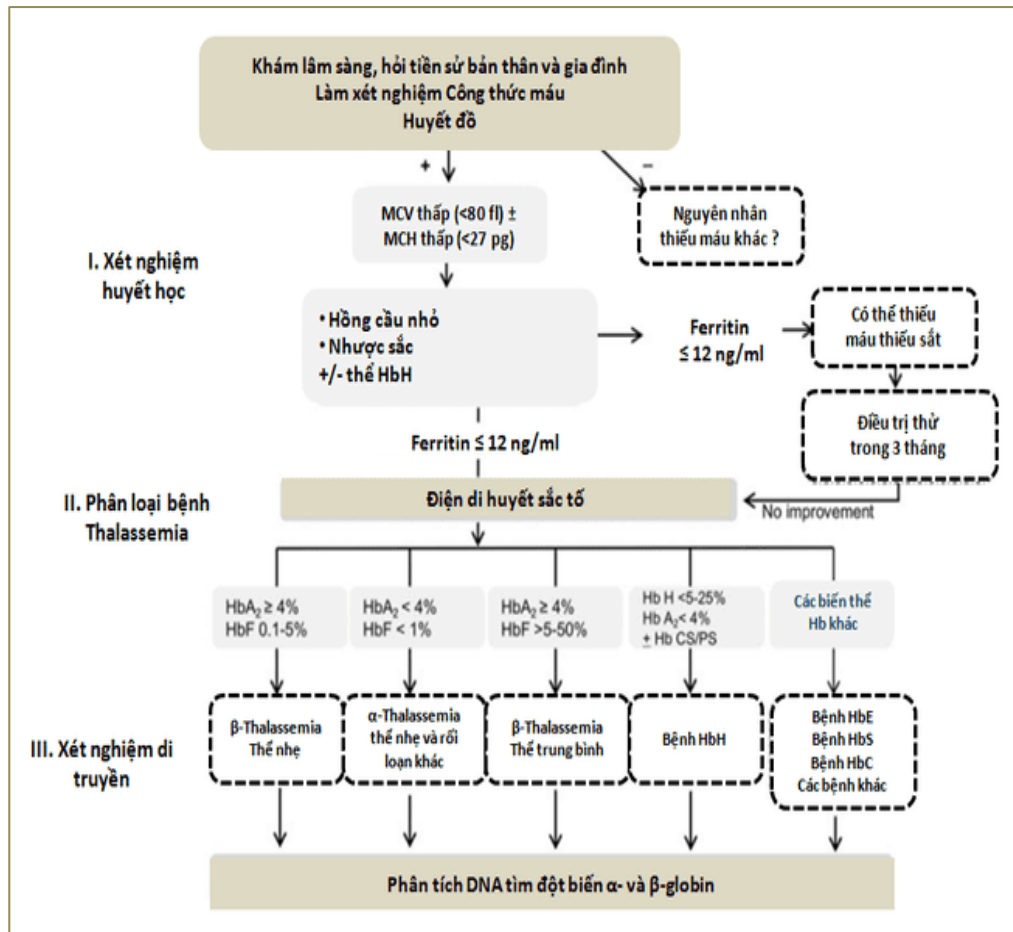 Khám lâm sàng, hỏi tiền sử bản thân và gia đình
Làm xét nghiệm Công thức máu
Huyết đồ
+
–
MCV thấp (<80 fl) ±
MCH thấp (<27 pg)
Nguyên nhân
thiếu máu khác ?
I. Xét nghiệm
huyết học
• Hồng cầu nhỏ
• Nhược sắc
+/- thể HbH
Ferritin
≤ 12 ng/ml
Có thể thiếu
máu thiếu sắt
Điều trị thử
trong 3 tháng
Ferritin ≤ 12 ng/ml
II. Phân loại bệnh
Thalassemia
Điện di huyết sắc tố
No improvement
HbA₂ ≥ 4%
HbF 0.1-5%
HbA₂ < 4%
HbF < 1%
HbA₂ ≥ 4%
HbF >5-50%
Hb H <5-25%
Hb A₂< 4%
± Hb CS/PS
Các biến thể
Hb khác
III. Xét nghiệm di
truyền
β-Thalassemia
Thể nhẹ
α-Thalassemia
thể nhẹ và rối
loạn khác
β-Thalassemia
Thể trung bình
Bệnh HbH
Bệnh HbE
Bệnh HbS
Bệnh HbC
Các bệnh khác
Phân tích DNA tìm đột biến α- và β-globin